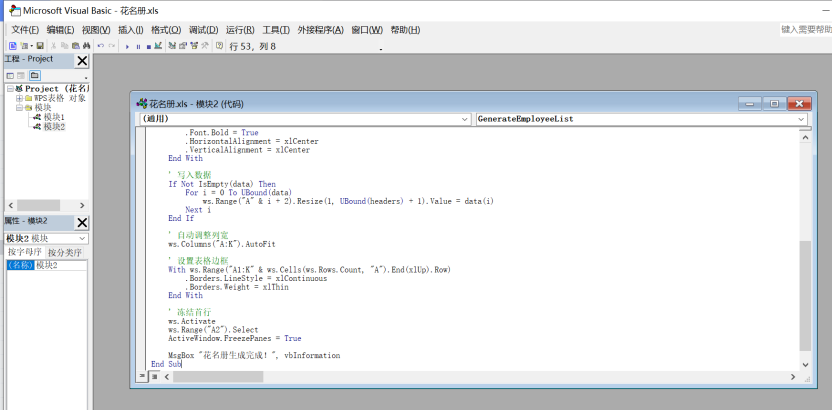 Microsoft Visual Basic - 花名册.xls
文件(F) 编辑(E) 视图(V) 插入(I) 格式(O) 调试(D) 运行(R) 工具(T) 外接程序(A) 窗口(W) 帮助(H)
键入需要帮助
行 53, 列 8
工程 - Project
Project (花名
WPS表格 对象
模块
模块1
模块2
属性 - 模块2
模块2 模块
按字母序 按分类序
(名称) 模块2
花名册.xls - 模块2 (代码)
(通用) GenerateEmployeeList
.Font.Bold = True
.HorizontalAlignment = xlCenter
.VerticalAlignment = xlCenter
End With
' 写入数据
If Not IsEmpty(data) Then
For i = 0 To UBound(data)
ws.Range("A" & i + 2).Resize(1, UBound(headers) + 1).Value = data(i)
Next i
End If
' 自动调整列宽
ws.Columns("A:K").AutoFit
' 设置表格边框
With ws.Range("A1:K" & ws.Cells(ws.Rows.Count, "A").End(xlUp).Row)
.Borders.LineStyle = xlContinuous
.Borders.Weight = xlThin
End With
' 冻结首行
ws.Activate
ws.Range("A2").Select
ActiveWindow.FreezePanes = True
MsgBox "花名册生成完成！", vbInformation
End Sub